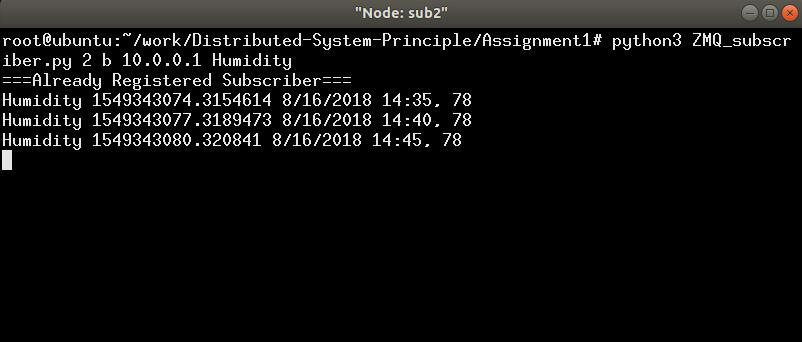 "Node: sub2"
root@ubuntu:~/work/Distributed-System-Principle/Assignment1# python3 ZMQ_subscr
iber.py 2 b 10.0.0.1 Humidity
===Already Registered Subscriber===
Humidity 1549343074.3154614 8/16/2018 14:35, 78
Humidity 1549343077.3189473 8/16/2018 14:40, 78
Humidity 1549343080.320841 8/16/2018 14:45, 78